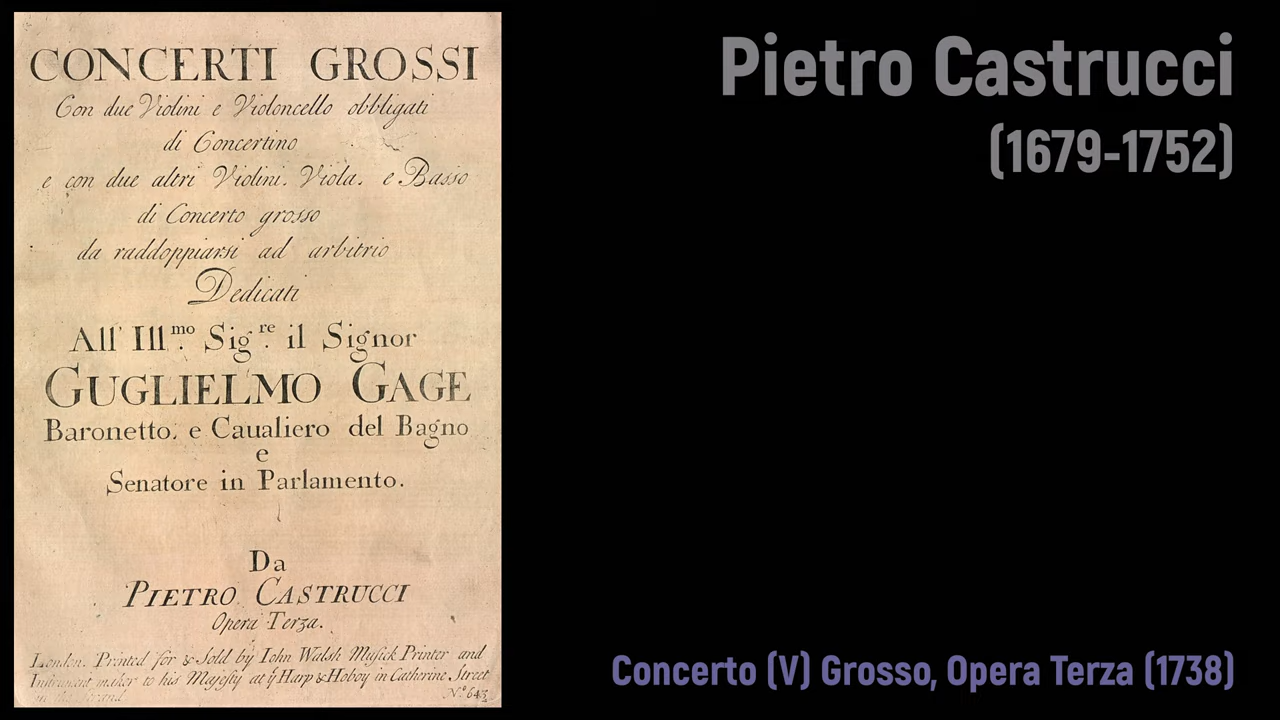 CONCERTI GROSSI
Con due Violini e Violoncello obbligati
di Concertino
e con due altri Violini. Viola. e Basso
di Concerto grosso
da raddoppiarsi ad arbitrio
Dedicati
All' Ill.mo Sig.re il Signor
GUGLIELMO GAGE
Baronetto. e Caualiero del Bagno
e
Senatore in Parlamento.
Da
PIETRO CASTRUCCI
Opera Terza.
London. Printed for & Sold by Iohn Walsh Musick Printer and
Instrument maker to his Majesty at ye Harp & Hoboy in Catherine Street
in the Strand
No. 643
Pietro Castrucci
(1679-1752)
Concerto (V) Grosso, Opera Terza (1738)